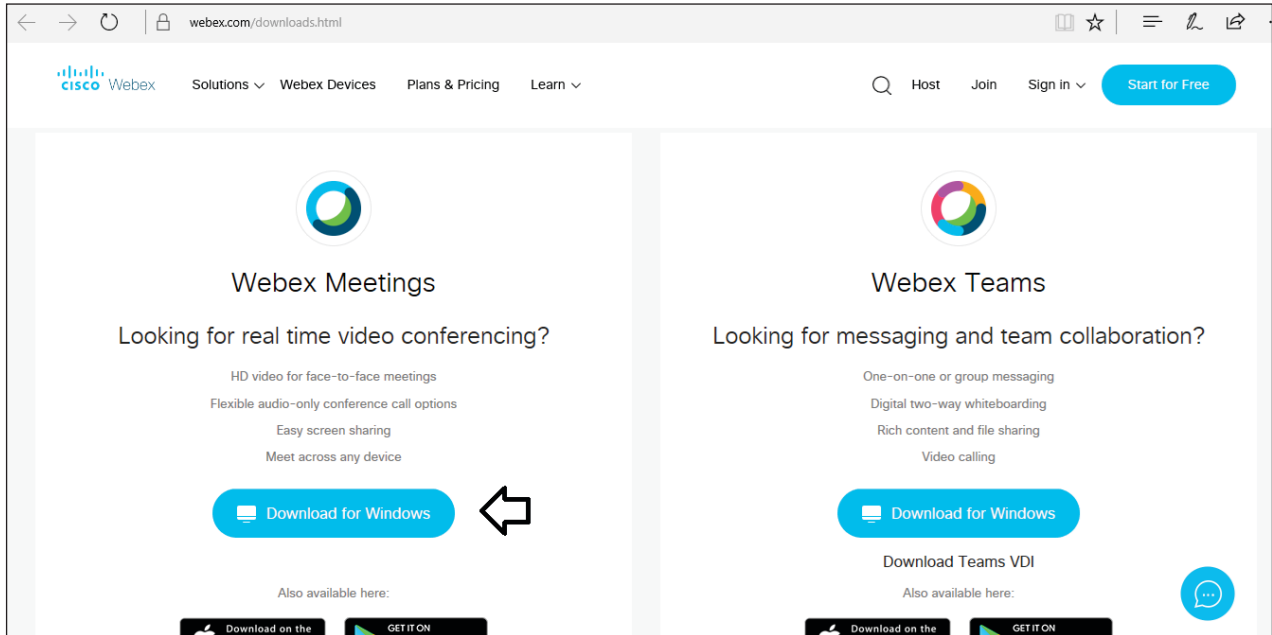 webex.com/downloads.html
CISCO Webex Solutions Webex Devices Plans & Pricing Learn Host Join Sign in Start for Free
Webex Meetings
Looking for real time video conferencing?
HD video for face-to-face meetings
Flexible audio-only conference call options
Easy screen sharing
Meet across any device
Download for Windows
Also available here:
Download on the
GET IT ON
Webex Teams
Looking for messaging and team collaboration?
One-on-one or group messaging
Digital two-way whiteboarding
Rich content and file sharing
Video calling
Download for Windows
Download Teams VDI
Also available here:
Download on the
GET IT ON